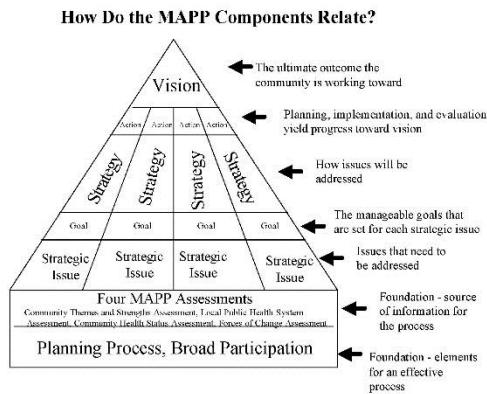 How Do the MAPP Components Relate?
Vision
The ultimate outcome the
community is working toward
Action Action Action Action
Planning, implementation, and evaluation
yield progress toward vision
Strategy Strategy Strategy Strategy
How issues will be
addressed
Goal Goal Goal Goal
The manageable goals that
are set for each strategic issue
Strategic Issue
Strategic Issue
Strategic Issue
Strategic Issue
Issues that need to
be addressed
Four MAPP Assessments
Community Themes and Strengths Assessment, Local Public Health System
Assessment, Community Health Status Assessment, Forces of Change Assessment
Foundation - source
of information for
the process
Planning Process, Broad Participation
Foundation - elements
for an effective
process